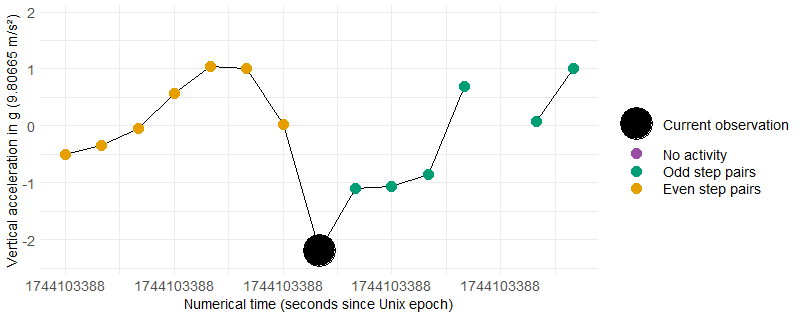 Vertical acceleration in g (9.80665 m/s²)
2
1
0
-1
-2
1744103388 1744103388 1744103388 1744103388 1744103388
Numerical time (seconds since Unix epoch)
Current observation
No activity
Odd step pairs
Even step pairs